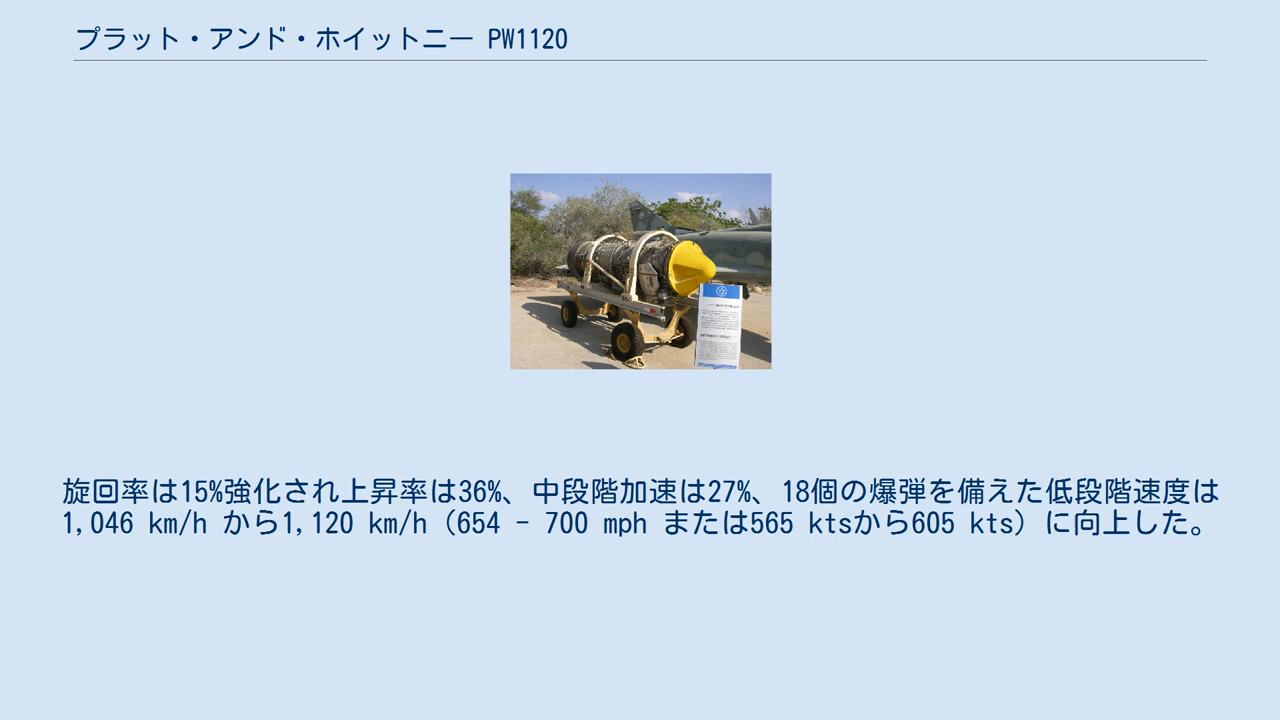 プラット・アンド・ホイットニー PW1120
旋回率は15%強化され上昇率は36%、中段階加速は27%、18個の爆弾を備えた低段階速度は
1,046 km/h から1,120 km/h（654 - 700 mph または565 ktsから605 kts）に向上した。